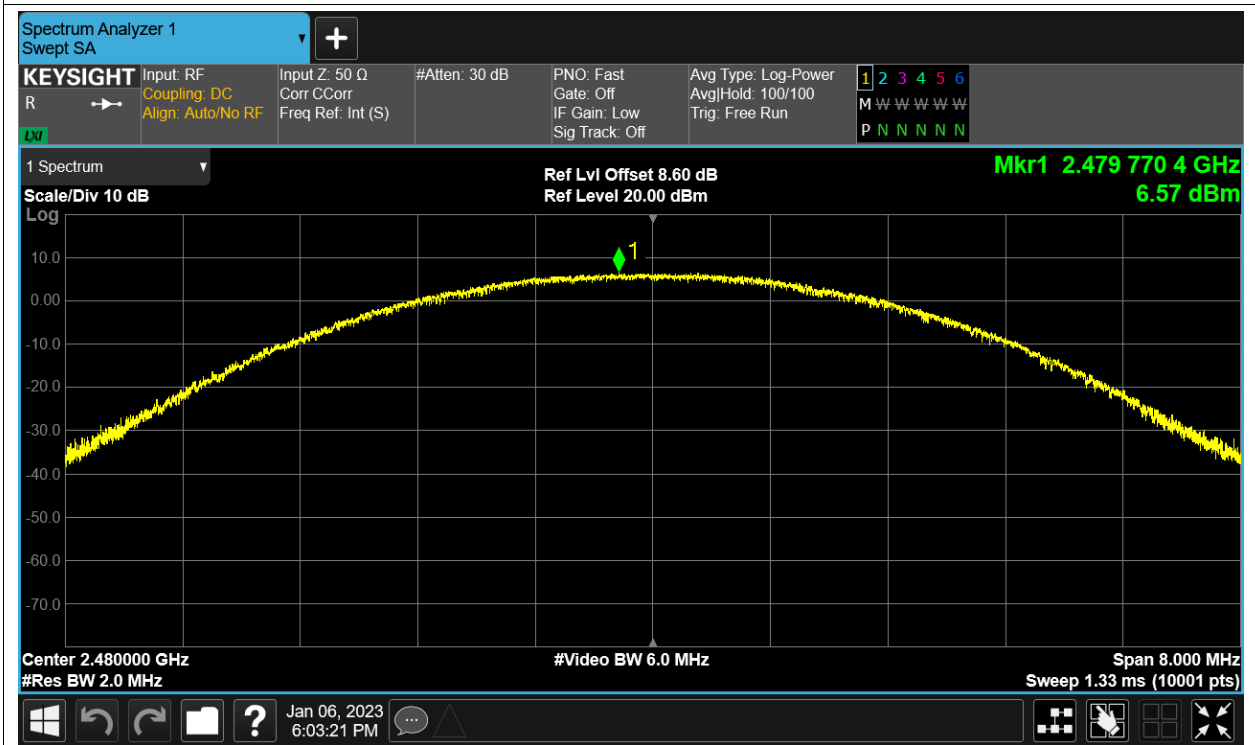 Spectrum Analyzer 1
Swept SA
KEYSIGHT
R
LXI
Input: RF
Coupling: DC
Align: Auto/No RF
Input Z: 50 Ω
Corr CCorr
Freq Ref: Int (S)
#Atten: 30 dB
PNO: Fast
Gate: Off
IF Gain: Low
Sig Track: Off
Avg Type: Log-Power
Avg|Hold: 100/100
Trig: Free Run
1 2 3 4 5 6
M W W W W W
P N N N N N
1 Spectrum
Scale/Div 10 dB
Ref Lvl Offset 8.60 dB
Ref Level 20.00 dBm
Mkr1 2.479 770 4 GHz
6.57 dBm
Log
1
10.0
0.00
-10.0
-20.0
-30.0
-40.0
-50.0
-60.0
-70.0
Center 2.480000 GHz
#Res BW 2.0 MHz
#Video BW 6.0 MHz
Span 8.000 MHz
Sweep 1.33 ms (10001 pts)
?
Jan 06, 2023
6:03:21 PM